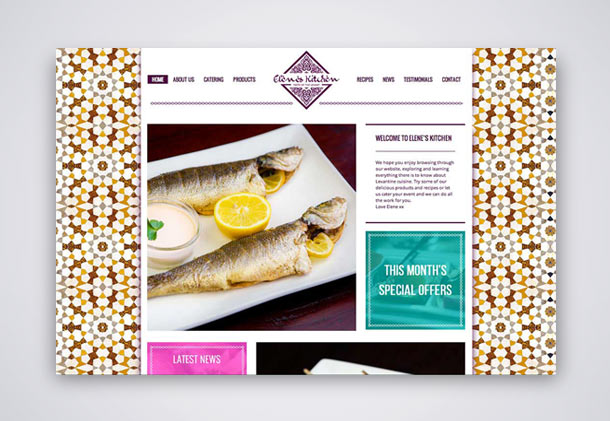 HOME ABOUT US CATERING PRODUCTS
Elene's Kitchen
RECIPES NEWS TESTIMONIALS CONTACT
WELCOME TO ELENE'S KITCHEN
We hope you enjoy browsing through
our website, exploring and learning
everything there is to know about
Levantine cuisine. Try some of our
delicious products and recipes or let
us cater your event and we can do all
the work for you.
Love Elene xx
THIS MONTH'S
SPECIAL OFFERS
LATEST NEWS